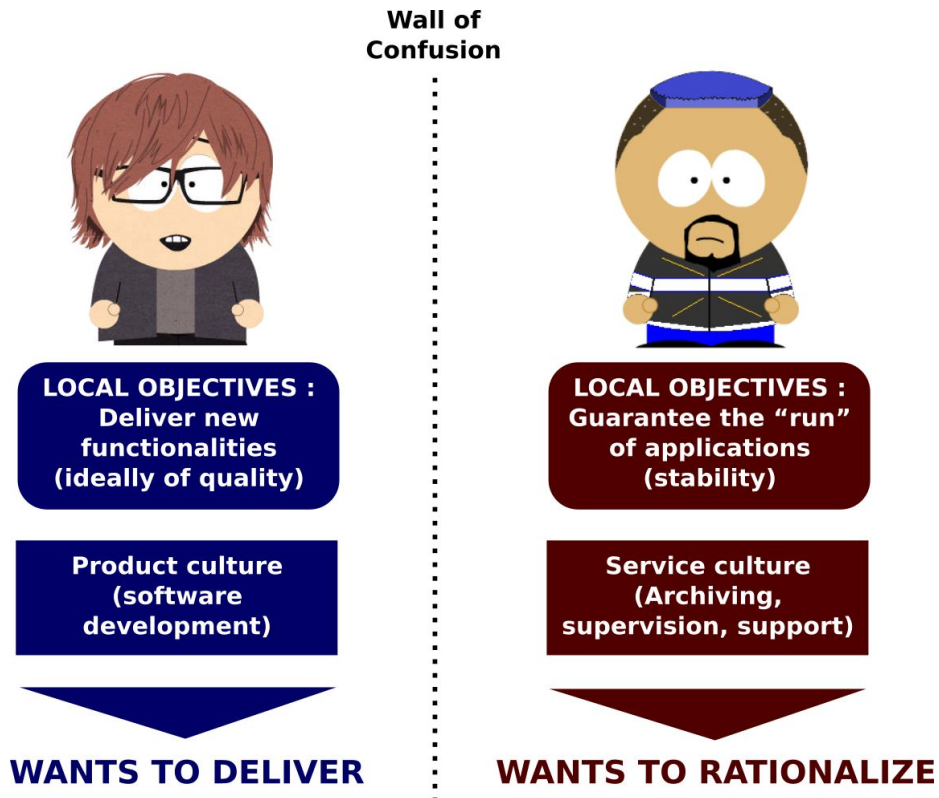 Wall of
Confusion
LOCAL OBJECTIVES :
Deliver new
functionalities
(ideally of quality)
Product culture
(software
development)
WANTS TO DELIVER
LOCAL OBJECTIVES :
Guarantee the “run”
of applications
(stability)
Service culture
(Archiving,
supervision, support)
WANTS TO RATIONALIZE